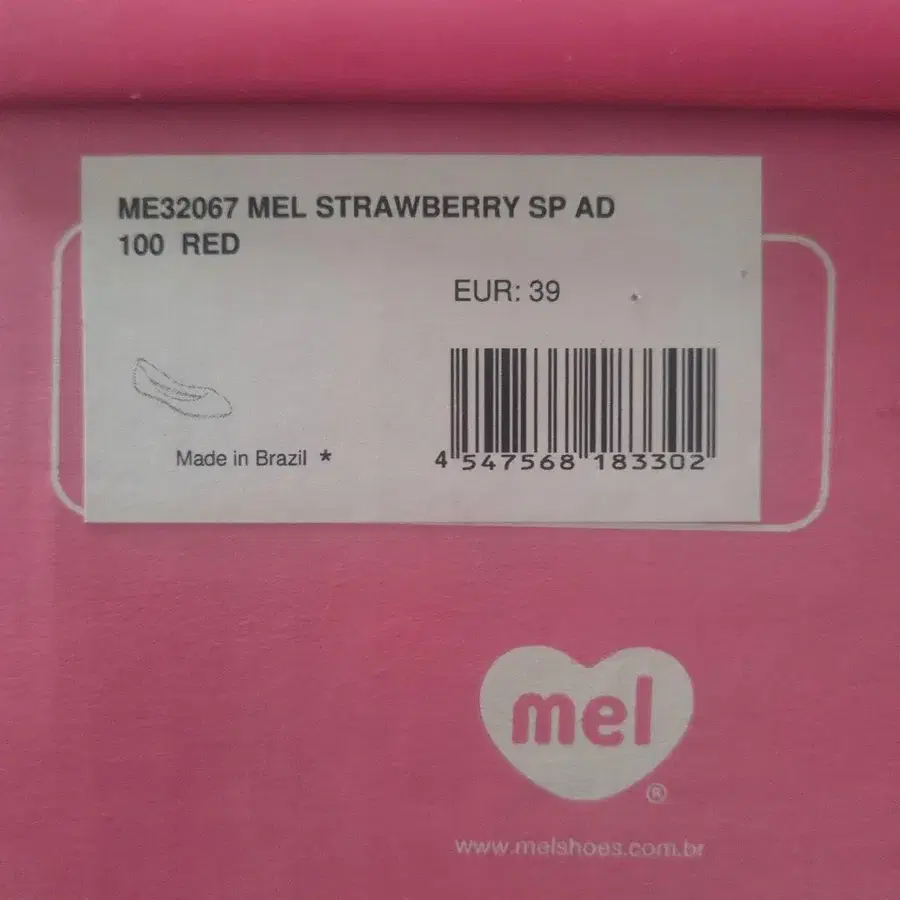 ME32067 MEL STRAWBERRY SP AD
100 RED
EUR: 39
Made in Brazil *
4 547568 183302
mel
®
www.melshoes.com.br